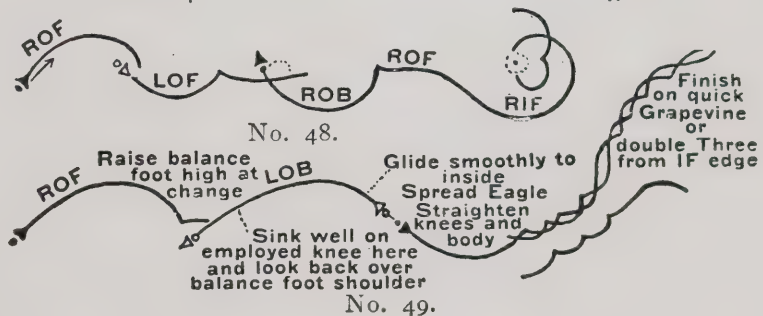 ROF
LOF
ROB
ROF
RIF
No. 48.
ROF
Raise balance
foot high at
change
LOB
Sink well on
employed knee here
and look back over
balance foot shoulder
Glide smoothly to
inside
Spread Eagle
Straighten
knees and
body
Finish
on quick
Grapevine
or
double Three
from IF edge
No. 49.